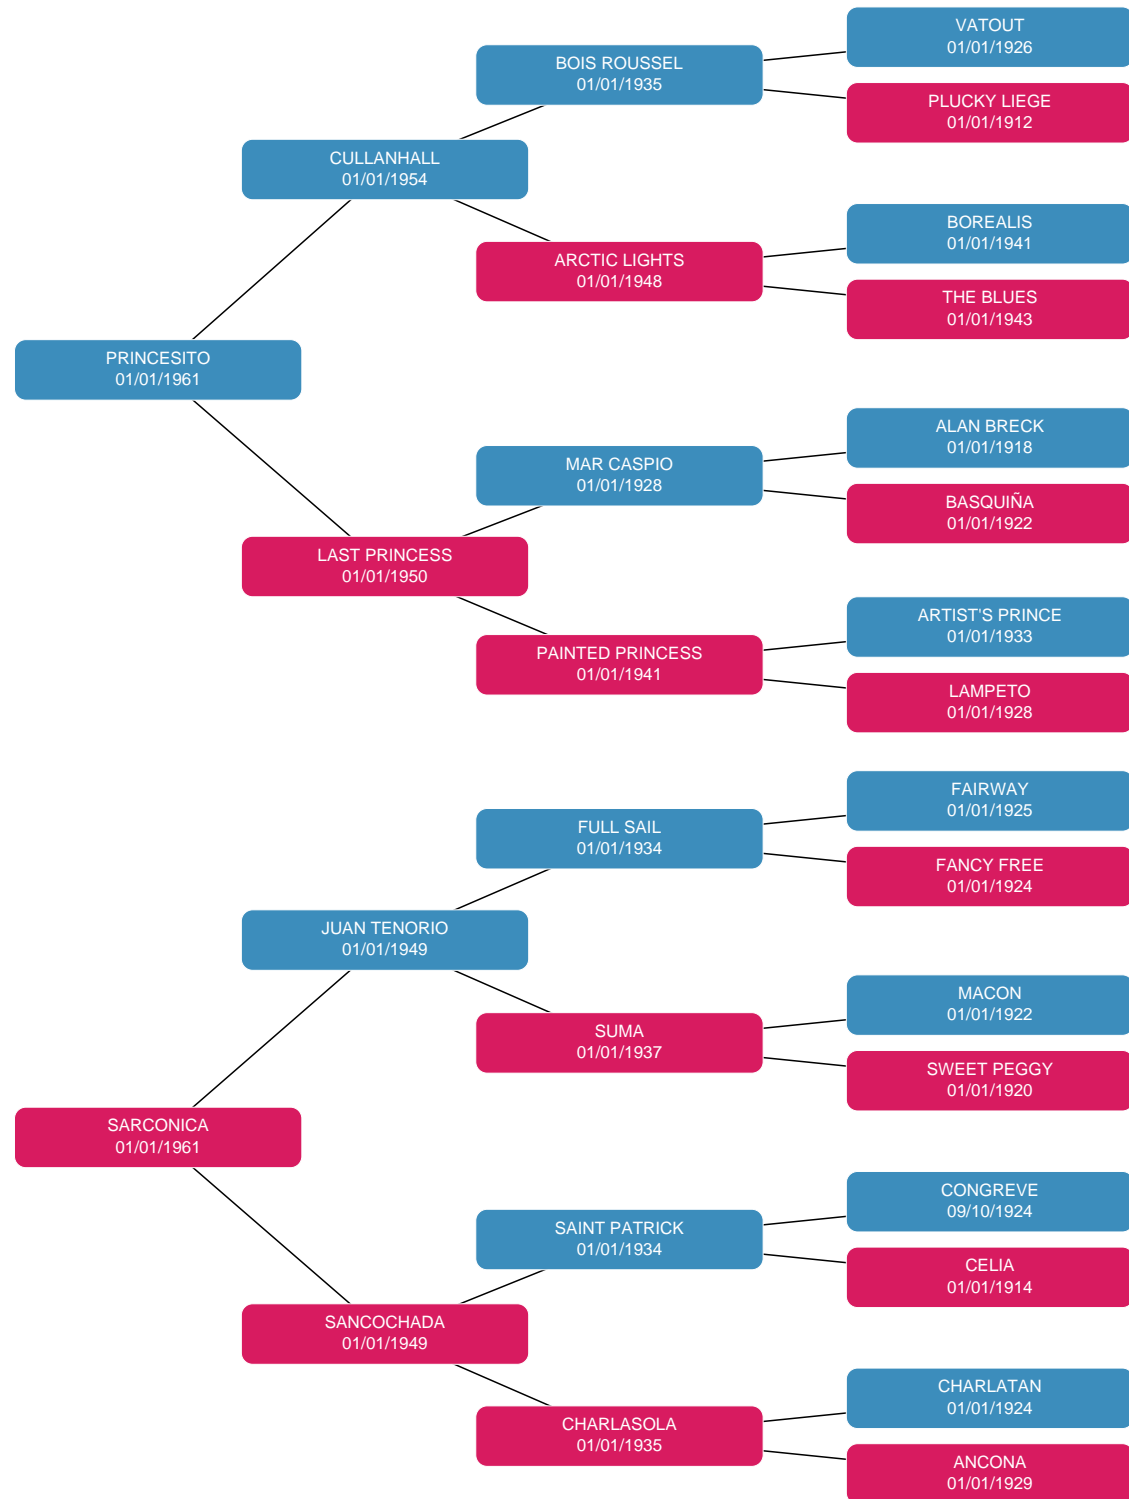 VATOUT
01/01/1926
BOIS ROUSSEL
01/01/1935
PLUCKY LIEGE
01/01/1912
CULLANHALL
01/01/1954
BOREALIS
01/01/1941
ARCTIC LIGHTS
01/01/1948
THE BLUES
01/01/1943
PRINCESITO
01/01/1961
ALAN BRECK
01/01/1918
MAR CASPIO
01/01/1928
BASQUIÑA
01/01/1922
LAST PRINCESS
01/01/1950
ARTIST'S PRINCE
01/01/1933
PAINTED PRINCESS
01/01/1941
LAMPETO
01/01/1928
FAIRWAY
01/01/1925
FULL SAIL
01/01/1934
FANCY FREE
01/01/1924
JUAN TENORIO
01/01/1949
MACON
01/01/1922
SUMA
01/01/1937
SWEET PEGGY
01/01/1920
SARCONICA
01/01/1961
CONGREVE
09/10/1924
SAINT PATRICK
01/01/1934
CELIA
01/01/1914
SANCOCHADA
01/01/1949
CHARLATAN
01/01/1924
CHARLASOLA
01/01/1935
ANCONA
01/01/1929